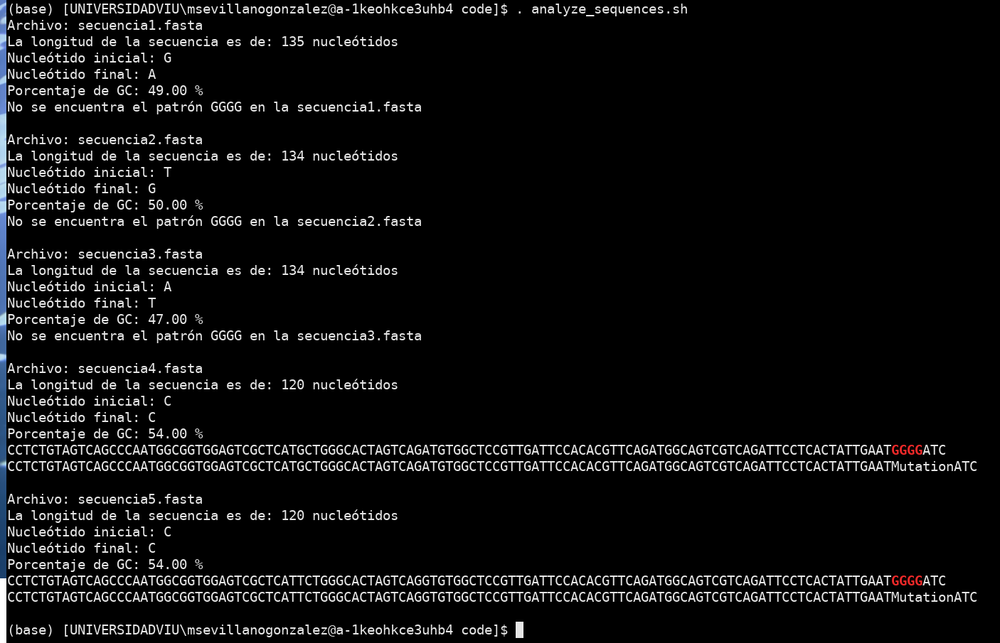 (base) [UNIVERSIDADVIU\msevillanogonzalez@a-1keohkce3uhb4 code]$ . analyze_sequences.sh
Archivo: secuencia1.fasta
La longitud de la secuencia es de: 135 nucleótidos
Nucleótido inicial: G
Nucleótido final: A
Porcentaje de GC: 49.00 %
No se encuentra el patrón GGGG en la secuencia1.fasta
Archivo: secuencia2.fasta
La longitud de la secuencia es de: 134 nucleótidos
Nucleótido inicial: T
Nucleótido final: G
Porcentaje de GC: 50.00 %
No se encuentra el patrón GGGG en la secuencia2.fasta
Archivo: secuencia3.fasta
La longitud de la secuencia es de: 134 nucleótidos
Nucleótido inicial: A
Nucleótido final: T
Porcentaje de GC: 47.00 %
No se encuentra el patrón GGGG en la secuencia3.fasta
Archivo: secuencia4.fasta
La longitud de la secuencia es de: 120 nucleótidos
Nucleótido inicial: C
Nucleótido final: C
Porcentaje de GC: 54.00 %
CCTCTGTAGTCAGCCCAATGGCGGTGGAGTCGCTCATGCTGGGCACTAGTCAGATGTGGCTCCGTTGATTCCACACGTTCAGATGGCAGTCGTCAGATTCCTCACTATTGAATGGGGATC
CCTCTGTAGTCAGCCCAATGGCGGTGGAGTCGCTCATGCTGGGCACTAGTCAGATGTGGCTCCGTTGATTCCACACGTTCAGATGGCAGTCGTCAGATTCCTCACTATTGAATMutationATC
Archivo: secuencia5.fasta
La longitud de la secuencia es de: 120 nucleótidos
Nucleótido inicial: C
Nucleótido final: C
Porcentaje de GC: 54.00 %
CCTCTGTAGTCAGCCCAATGGCGGTGGAGTCGCTCATTCTGGGCACTAGTCAGGTGTGGCTCCGTTGATTCCACACGTTCAGATGGCAGTCGTCAGATTCCTCACTATTGAATGGGGATC
CCTCTGTAGTCAGCCCAATGGCGGTGGAGTCGCTCATTCTGGGCACTAGTCAGGTGTGGCTCCGTTGATTCCACACGTTCAGATGGCAGTCGTCAGATTCCTCACTATTGAATMutationATC
(base) [UNIVERSIDADVIU\msevillanogonzalez@a-1keohkce3uhb4 code]$